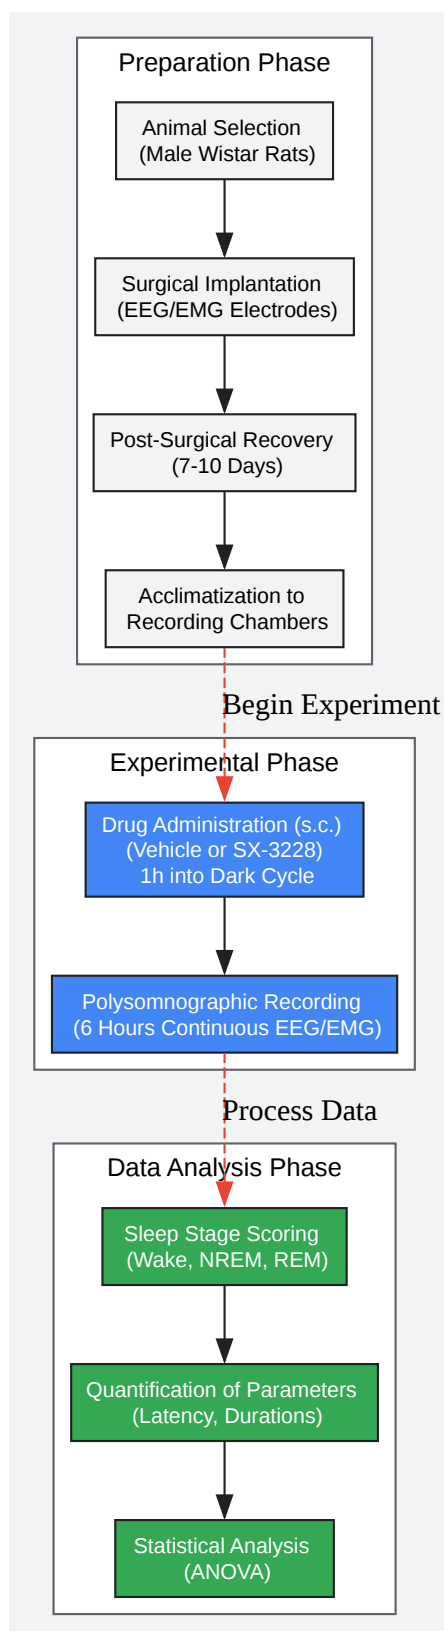 Preparation Phase
Animal Selection
(Male Wistar Rats)
Surgical Implantation
(EEG/EMG Electrodes)
Post-Surgical Recovery
(7-10 Days)
Acclimatization to
Recording Chambers
Begin Experiment
Experimental Phase
Drug Administration (s.c.)
(Vehicle or SX-3228)
1h into Dark Cycle
Polysomnographic Recording
(6 Hours Continuous EEG/EMG)
Process Data
Data Analysis Phase
Sleep Stage Scoring
(Wake, NREM, REM)
Quantification of Parameters
(Latency, Durations)
Statistical Analysis
(ANOVA)